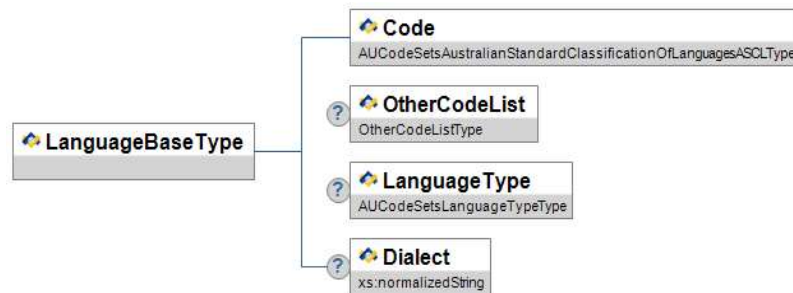 Code
AUCodeSetsAustralianStandardClassificationOfLanguagesASCLType
? OtherCodeList
OtherCodeListType
LanguageBaseType
? LanguageType
AUCodeSetsLanguageTypeType
? Dialect
xs:normalizedString